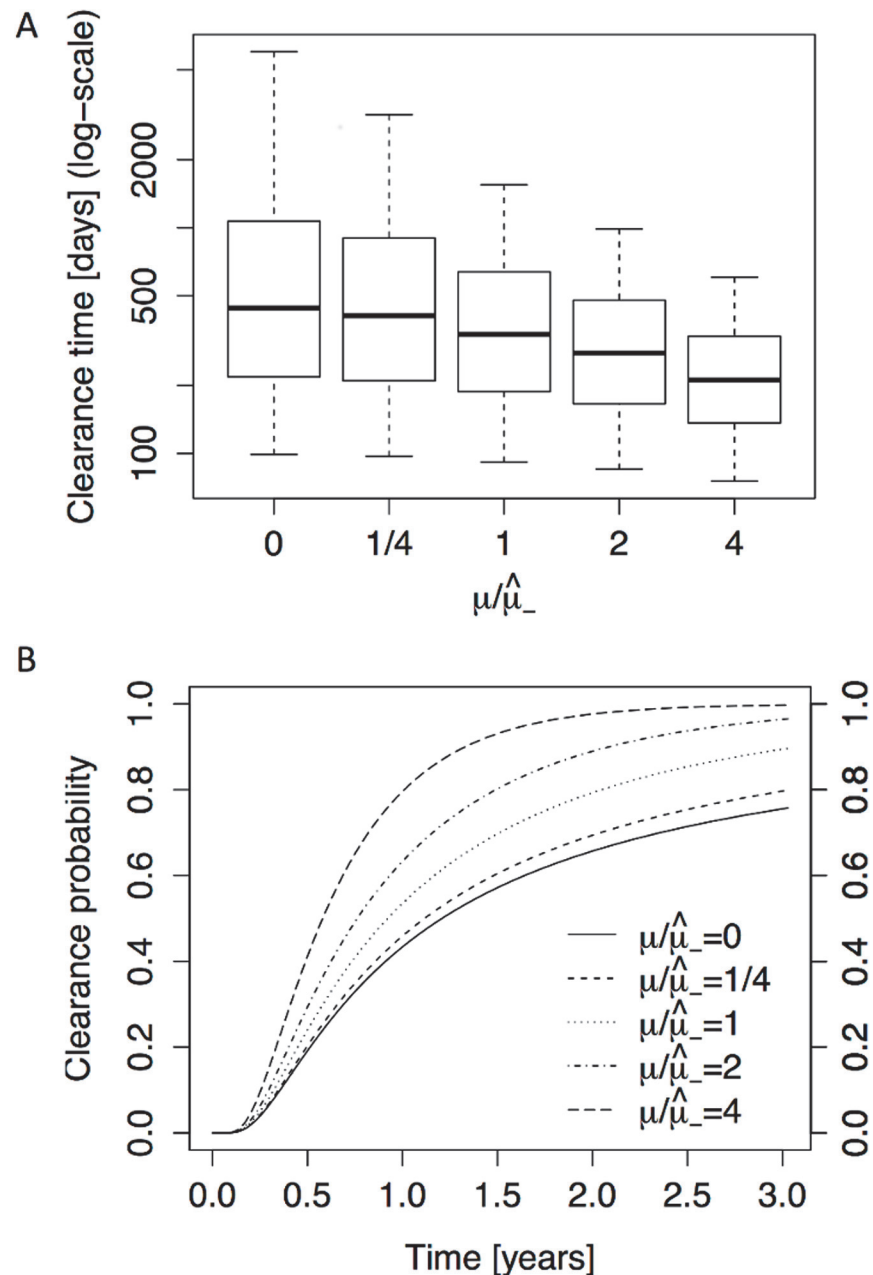 A
Clearance time [days] (log-scale)
2000
500
100
0 1/4 1 2 4
μ/μ̂_
B
Clearance probability
1.0
0.8
0.6
0.4
0.2
0.0
1.0
0.8
0.6
0.4
0.2
0.0
μ/μ̂_=0
μ/μ̂_=1/4
μ/μ̂_=1
μ/μ̂_=2
μ/μ̂_=4
0.0 0.5 1.0 1.5 2.0 2.5 3.0
Time [years]